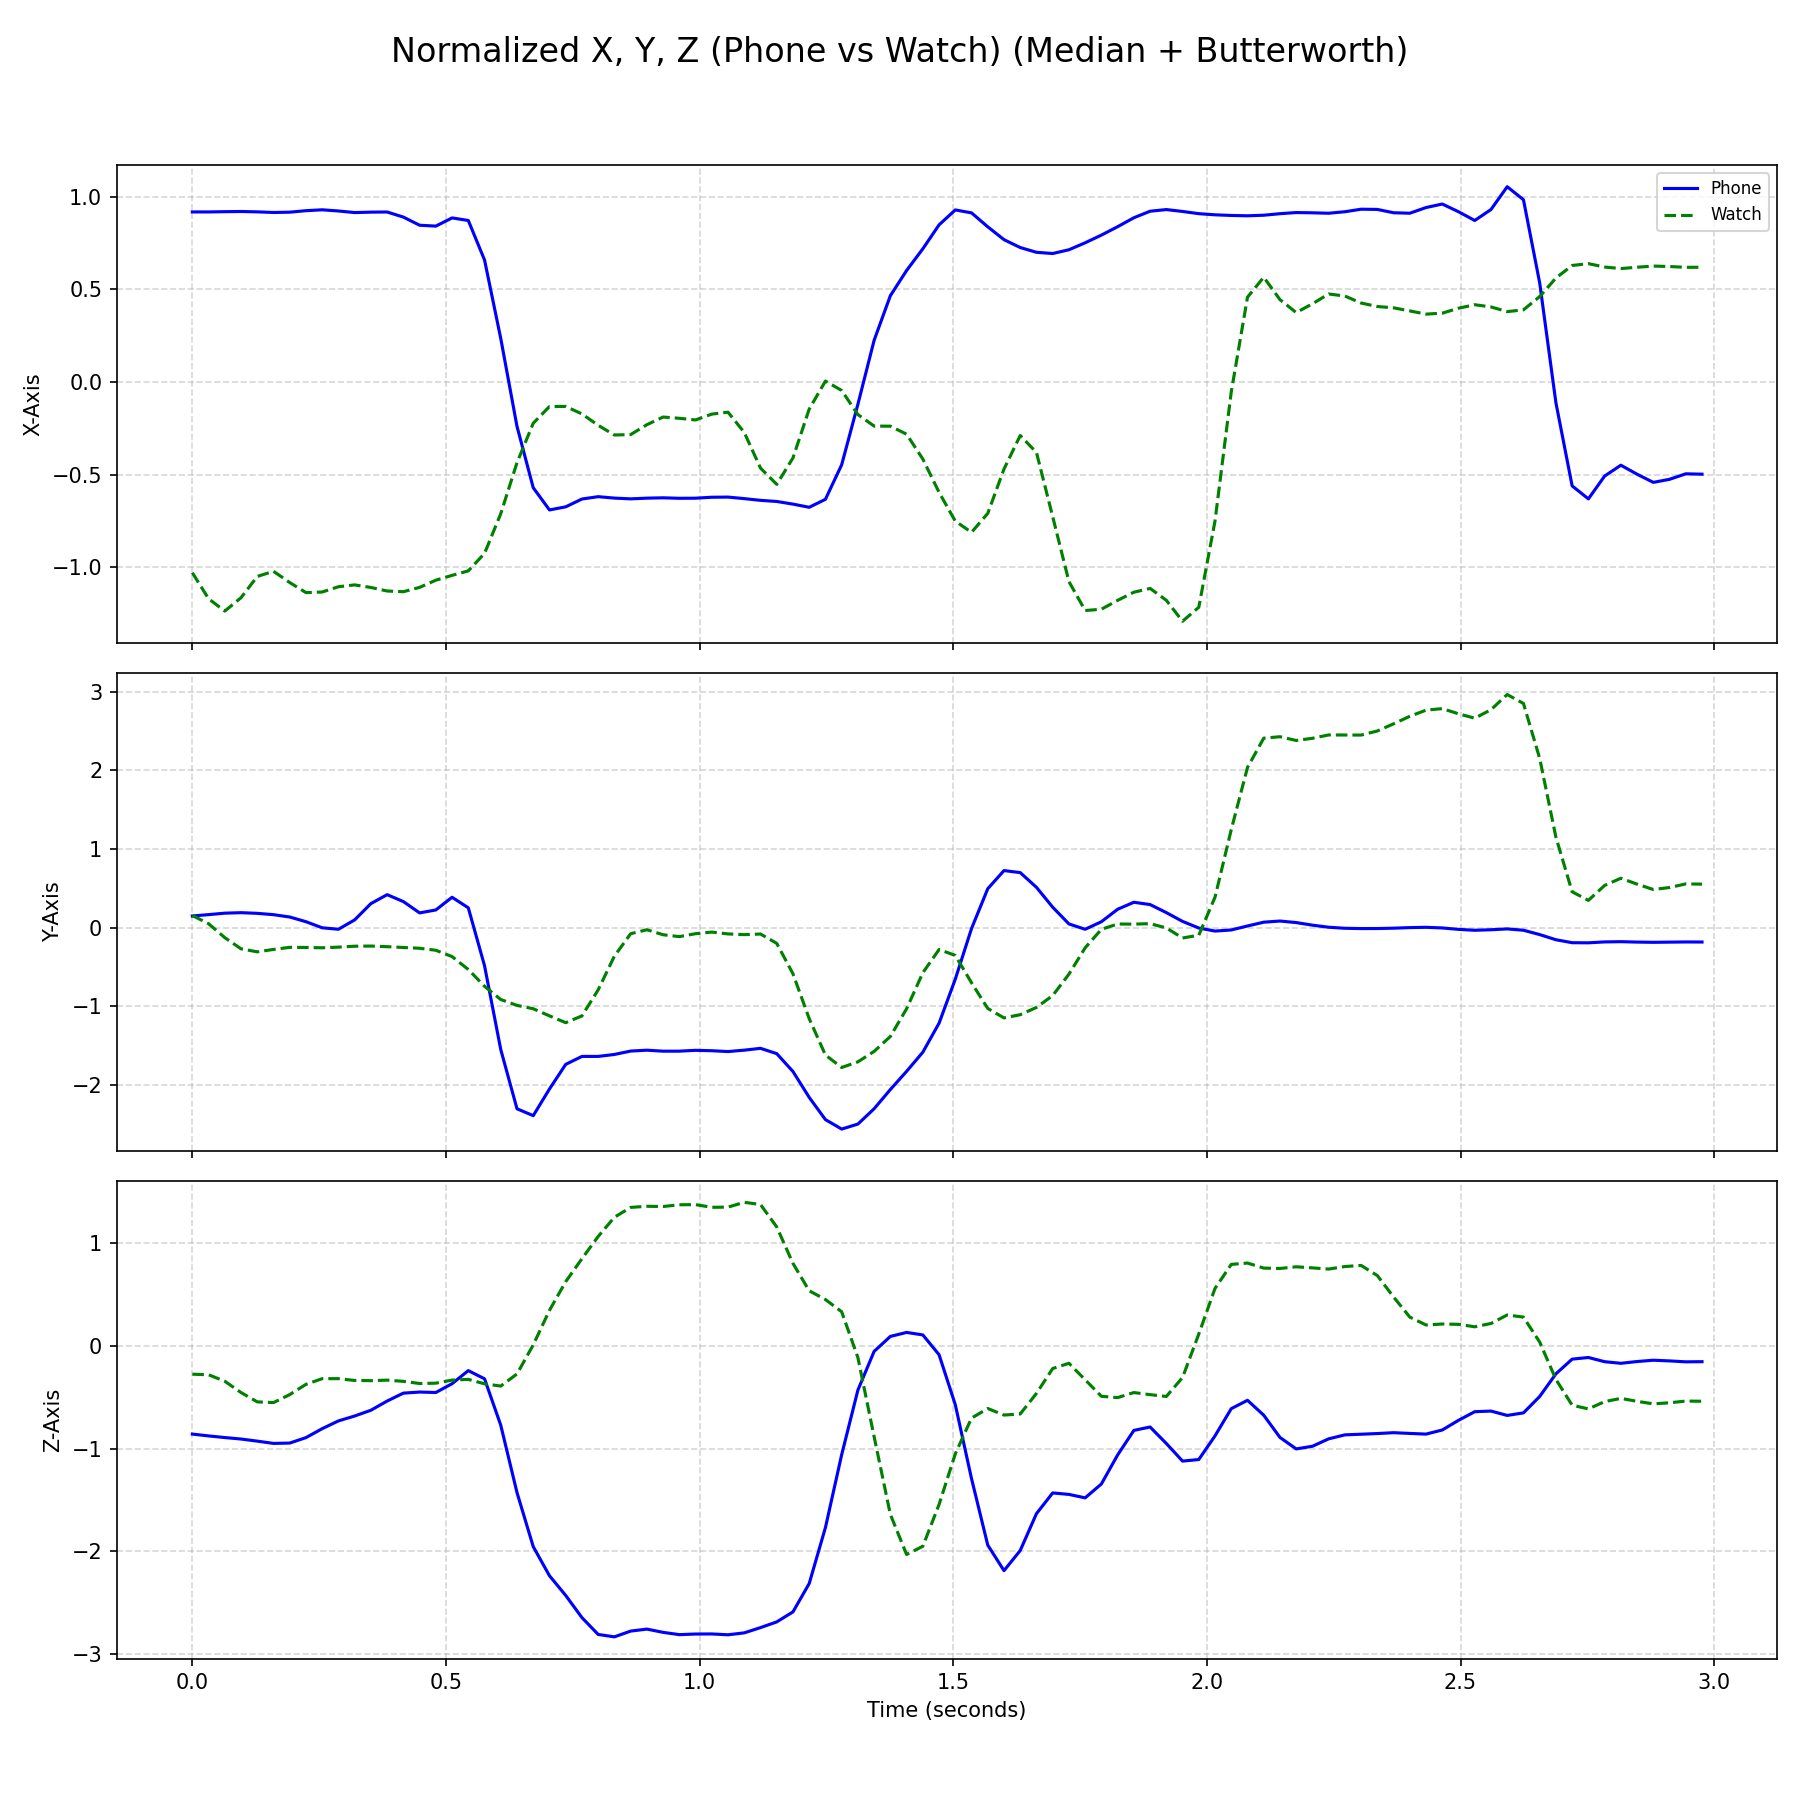 Normalized X, Y, Z (Phone vs Watch) (Median + Butterworth)
Phone
Watch
1.0
0.5
0.0
−0.5
−1.0
X-Axis
3
2
1
0
−1
−2
Y-Axis
1
0
−1
−2
−3
Z-Axis
0.0 0.5 1.0 1.5 2.0 2.5 3.0
Time (seconds)